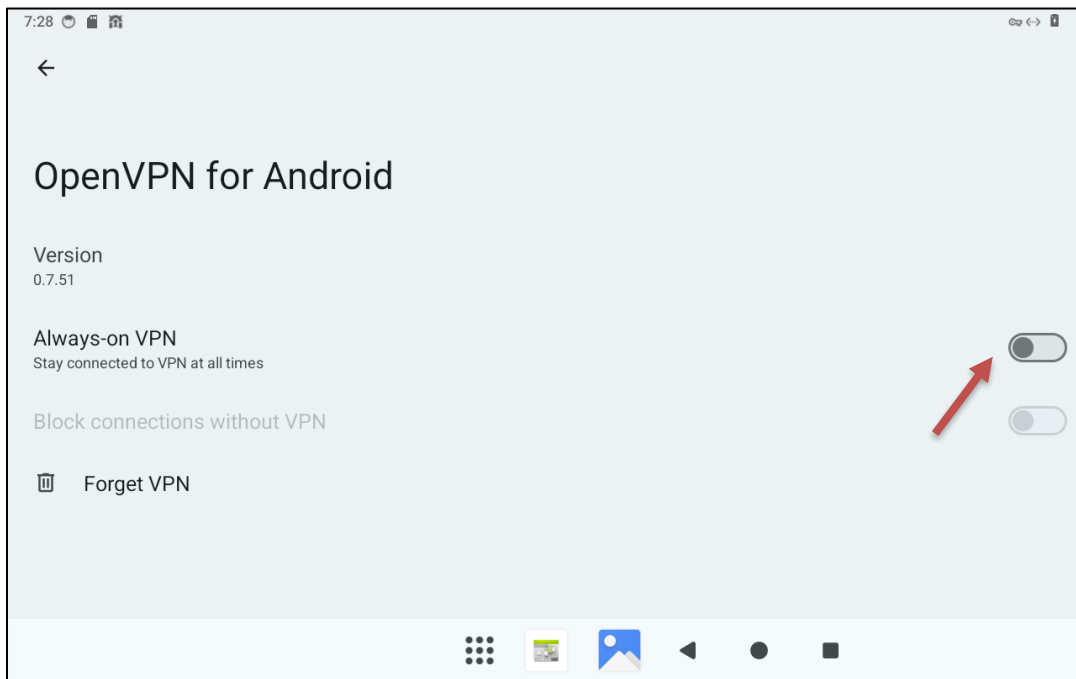 7:28
OpenVPN for Android
Version
0.7.51
Always-on VPN
Stay connected to VPN at all times
Block connections without VPN
Forget VPN